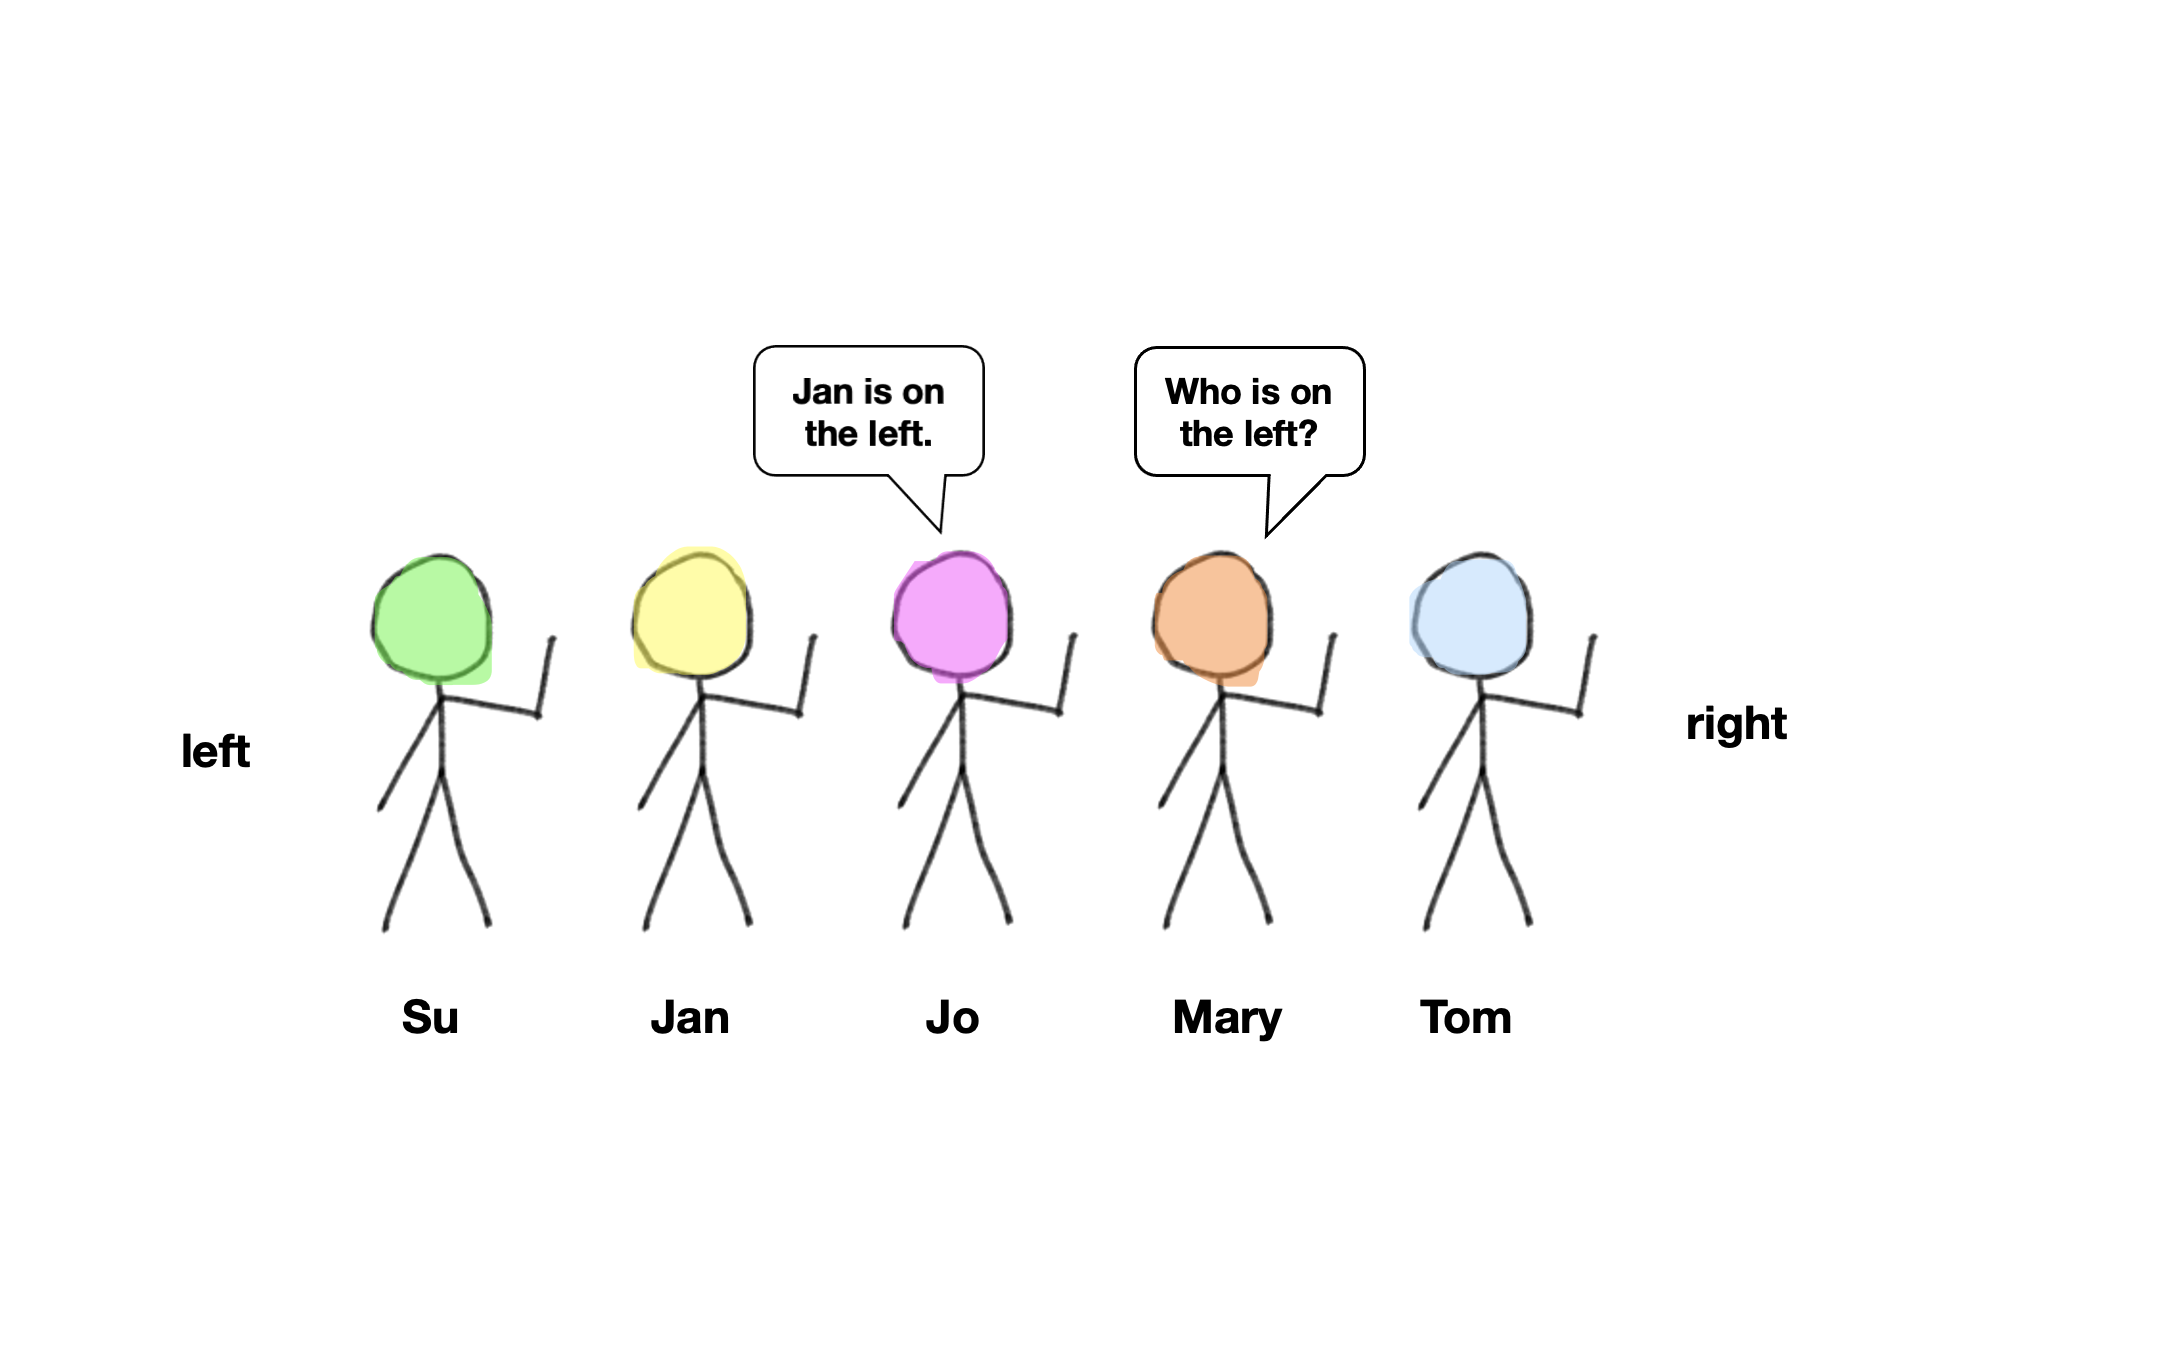 Jan is on
the left.
Who is on
the left?
left
right
Su
Jan
Jo
Mary
Tom